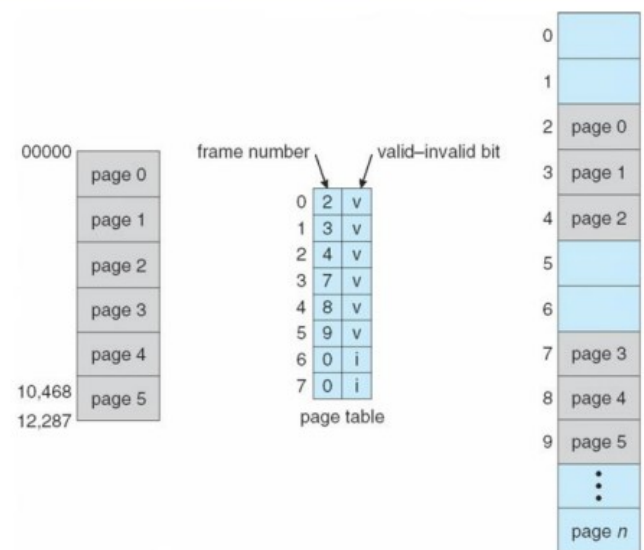 00000
page 0
page 1
page 2
page 3
page 4
10,468
page 5
12,287
frame number
valid–invalid bit
0 2 v
1 3 v
2 4 v
3 7 v
4 8 v
5 9 v
6 0 i
7 0 i
page table
0
1
2 page 0
3 page 1
4 page 2
5
6
7 page 3
8 page 4
9 page 5
page n